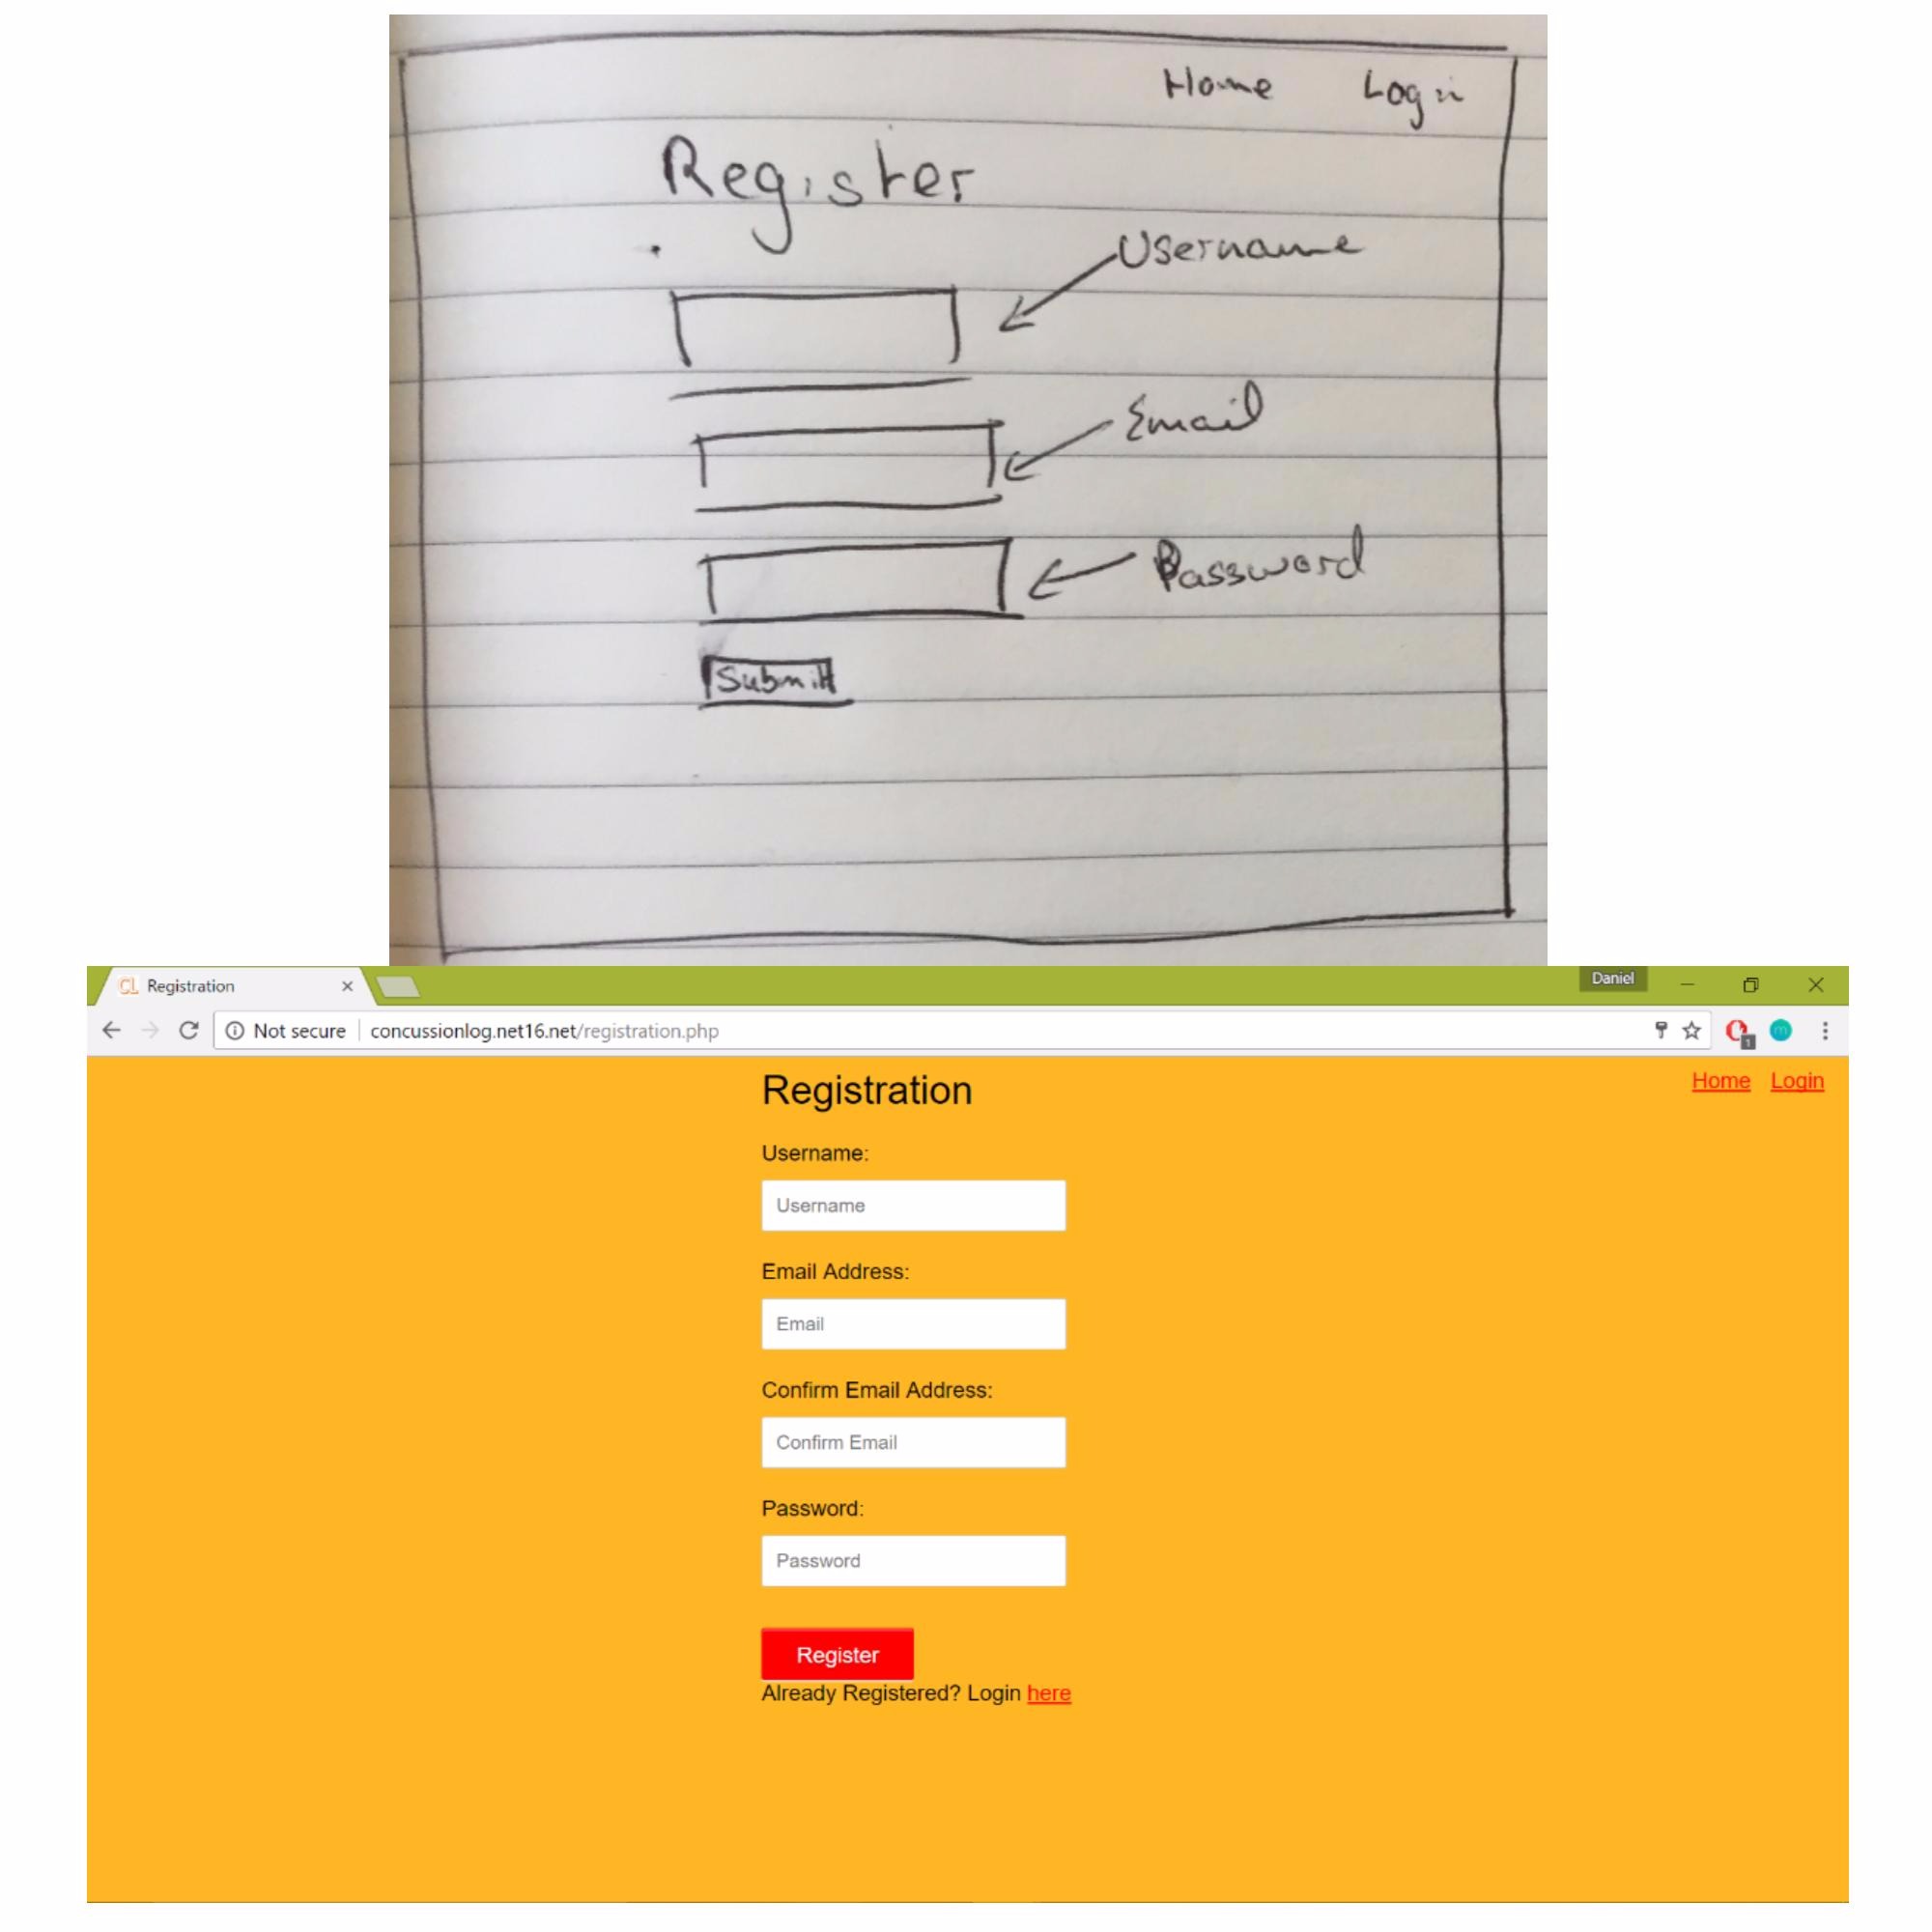 Home Login
Register
Username
Email
Password
Submit
CL Registration
Daniel
Not secure concussionlog.net16.net/registration.php
1
m
Registration
Home Login
Username:
Username
Email Address:
Email
Confirm Email Address:
Confirm Email
Password:
Password
Register
Already Registered? Login here